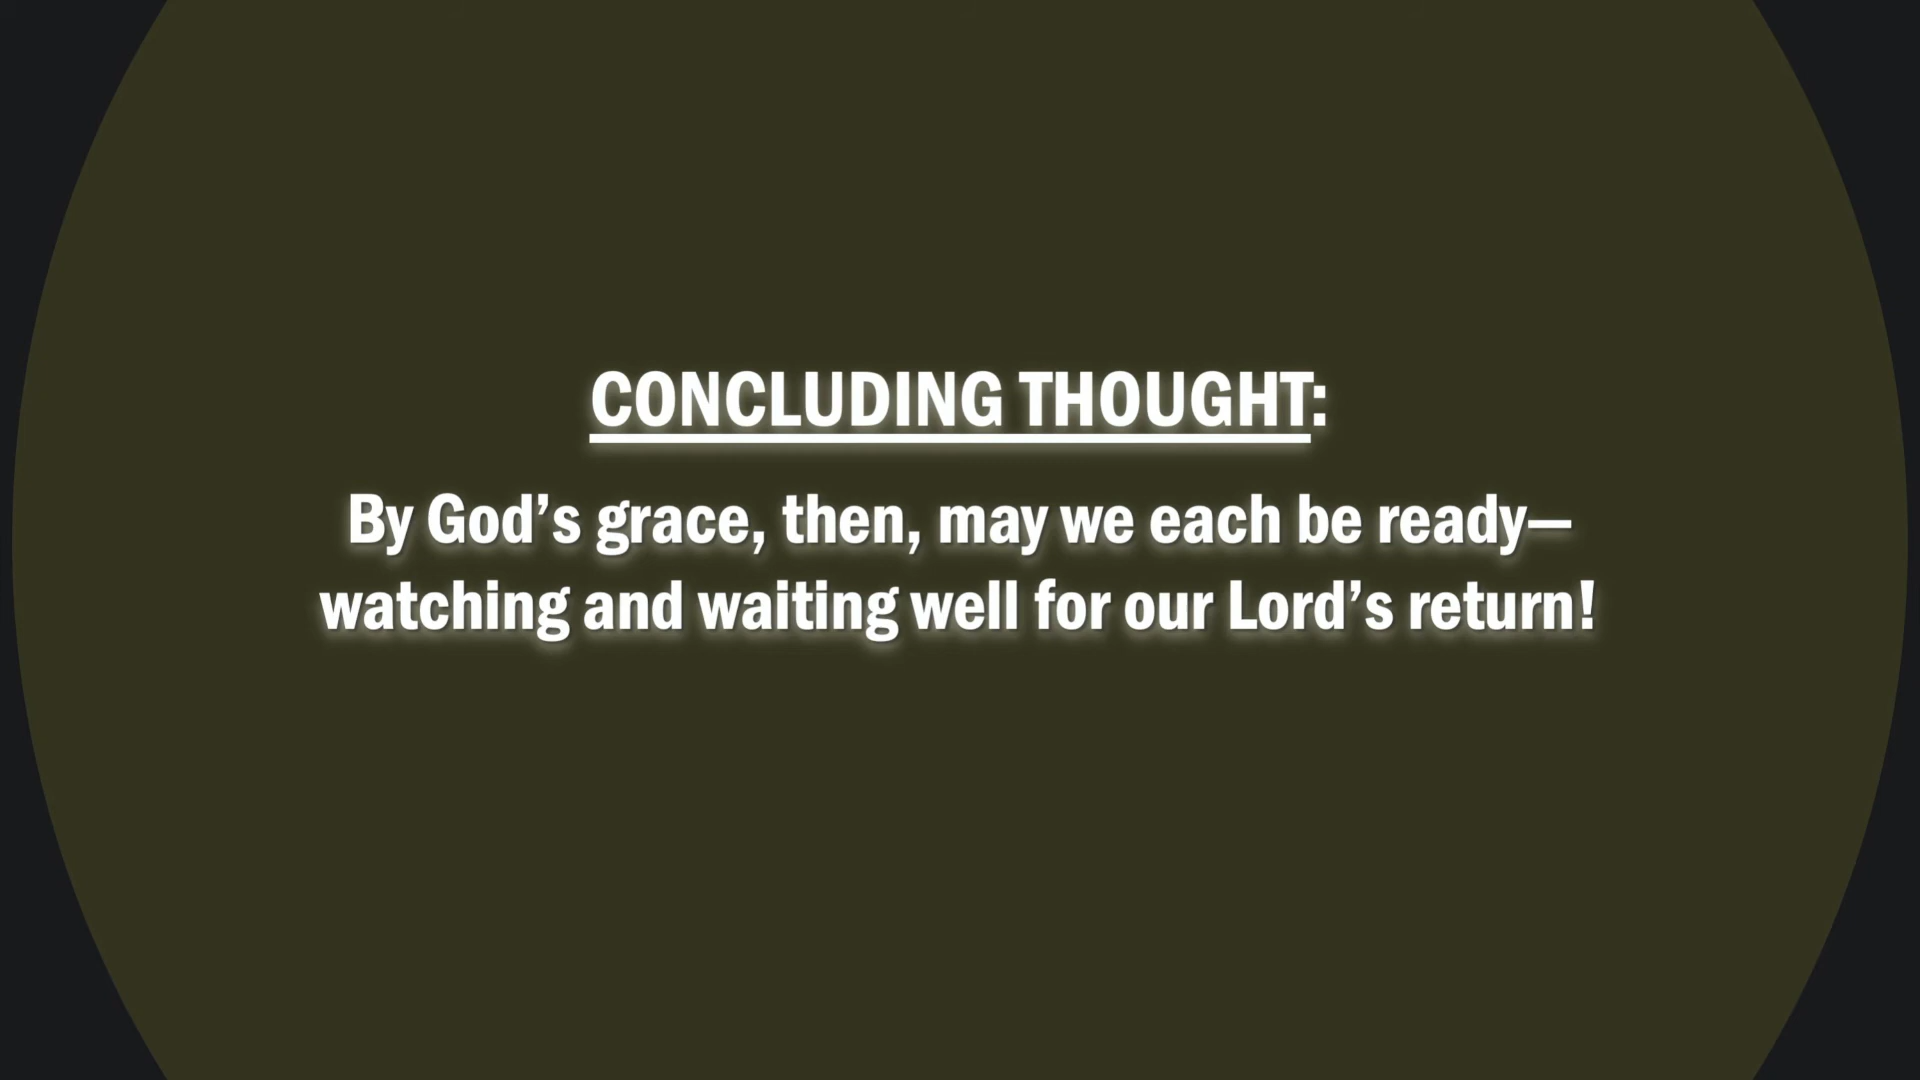 CONCLUDING THOUGHT:
By God’s grace, then, may we each be ready—
watching and waiting well for our Lord’s return!